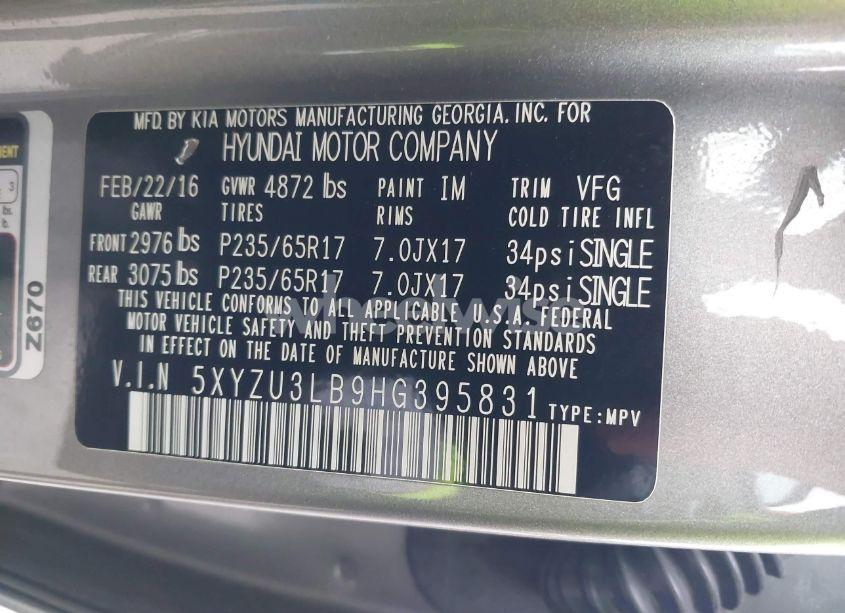 MFD. BY KIA MOTORS MANUFACTURING GEORGIA, INC. FOR
HYUNDAI MOTOR COMPANY
FEB/22/16 GVWR 4872 lbs PAINT IM TRIM VFG
GAWR TIRES RIMS COLD TIRE INFL
FRONT 2976 lbs P235/65R17 7.0JX17 34psi SINGLE
REAR 3075 lbs P235/65R17 7.0JX17 34psi SINGLE
THIS VEHICLE CONFORMS TO ALL APPLICABLE U.S.A. FEDERAL
MOTOR VEHICLE SAFETY AND THEFT PREVENTION STANDARDS
IN EFFECT ON THE DATE OF MANUFACTURE SHOWN ABOVE
V.I.N 5XYZU3LB9HG395831 TYPE:MPV
Z670
3
lbs.
lb.